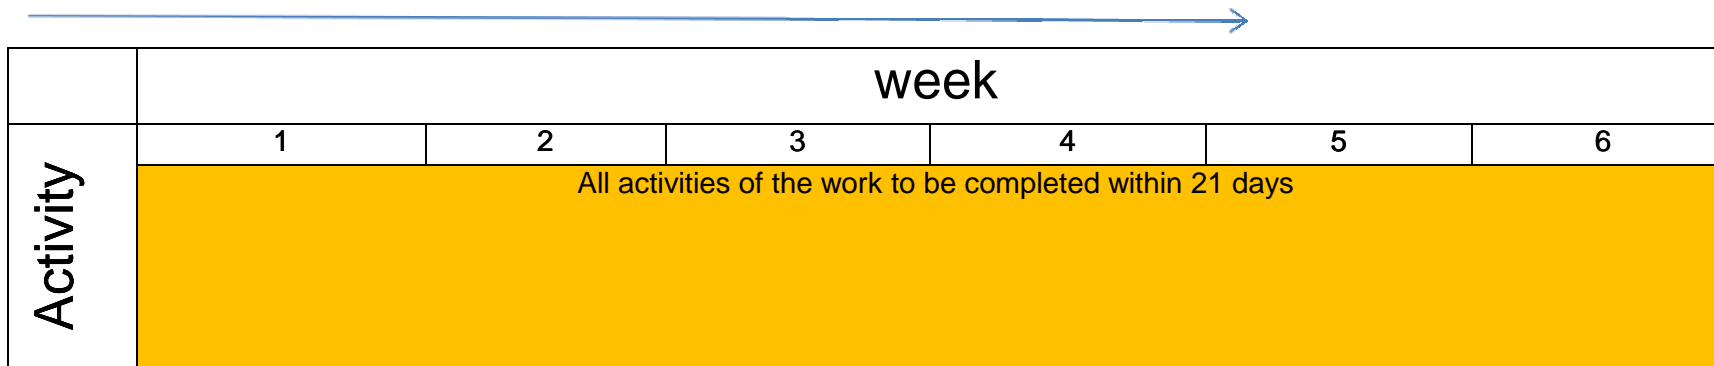 week
1 2 3 4 5 6
Activity
All activities of the work to be completed within 21 days